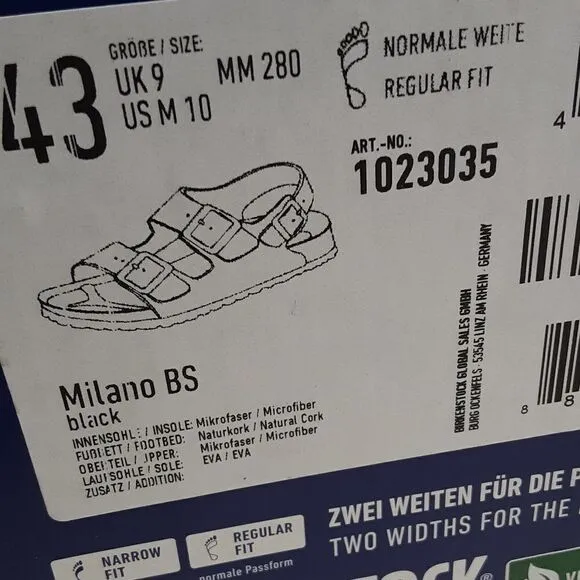 43
GRÖßE / SIZE:
UK 9 MM 280
US M 10
NORMALE WEITE
REGULAR FIT
ART.-NO.:
1023035
4
Milano BS
black
INNENSOHLE / INSOLE: Mikrofaser / Microfiber
FUßBETT / FOOTBED: Naturkork / Natural Cork
OBERTEIL / UPPER: Mikrofaser / Microfiber
LAUFSOHLE / SOLE: EVA / EVA
ZUSATZ / ADDITION:
BIRKENSTOCK GLOBAL SALES GMBH
BURG OCKENFELS · 53545 LINZ AM RHEIN · GERMANY
8 8
ZWEI WEITEN FÜR DIE P
TWO WIDTHS FOR THE
NARROW
FIT
REGULAR
FIT
normale Passform